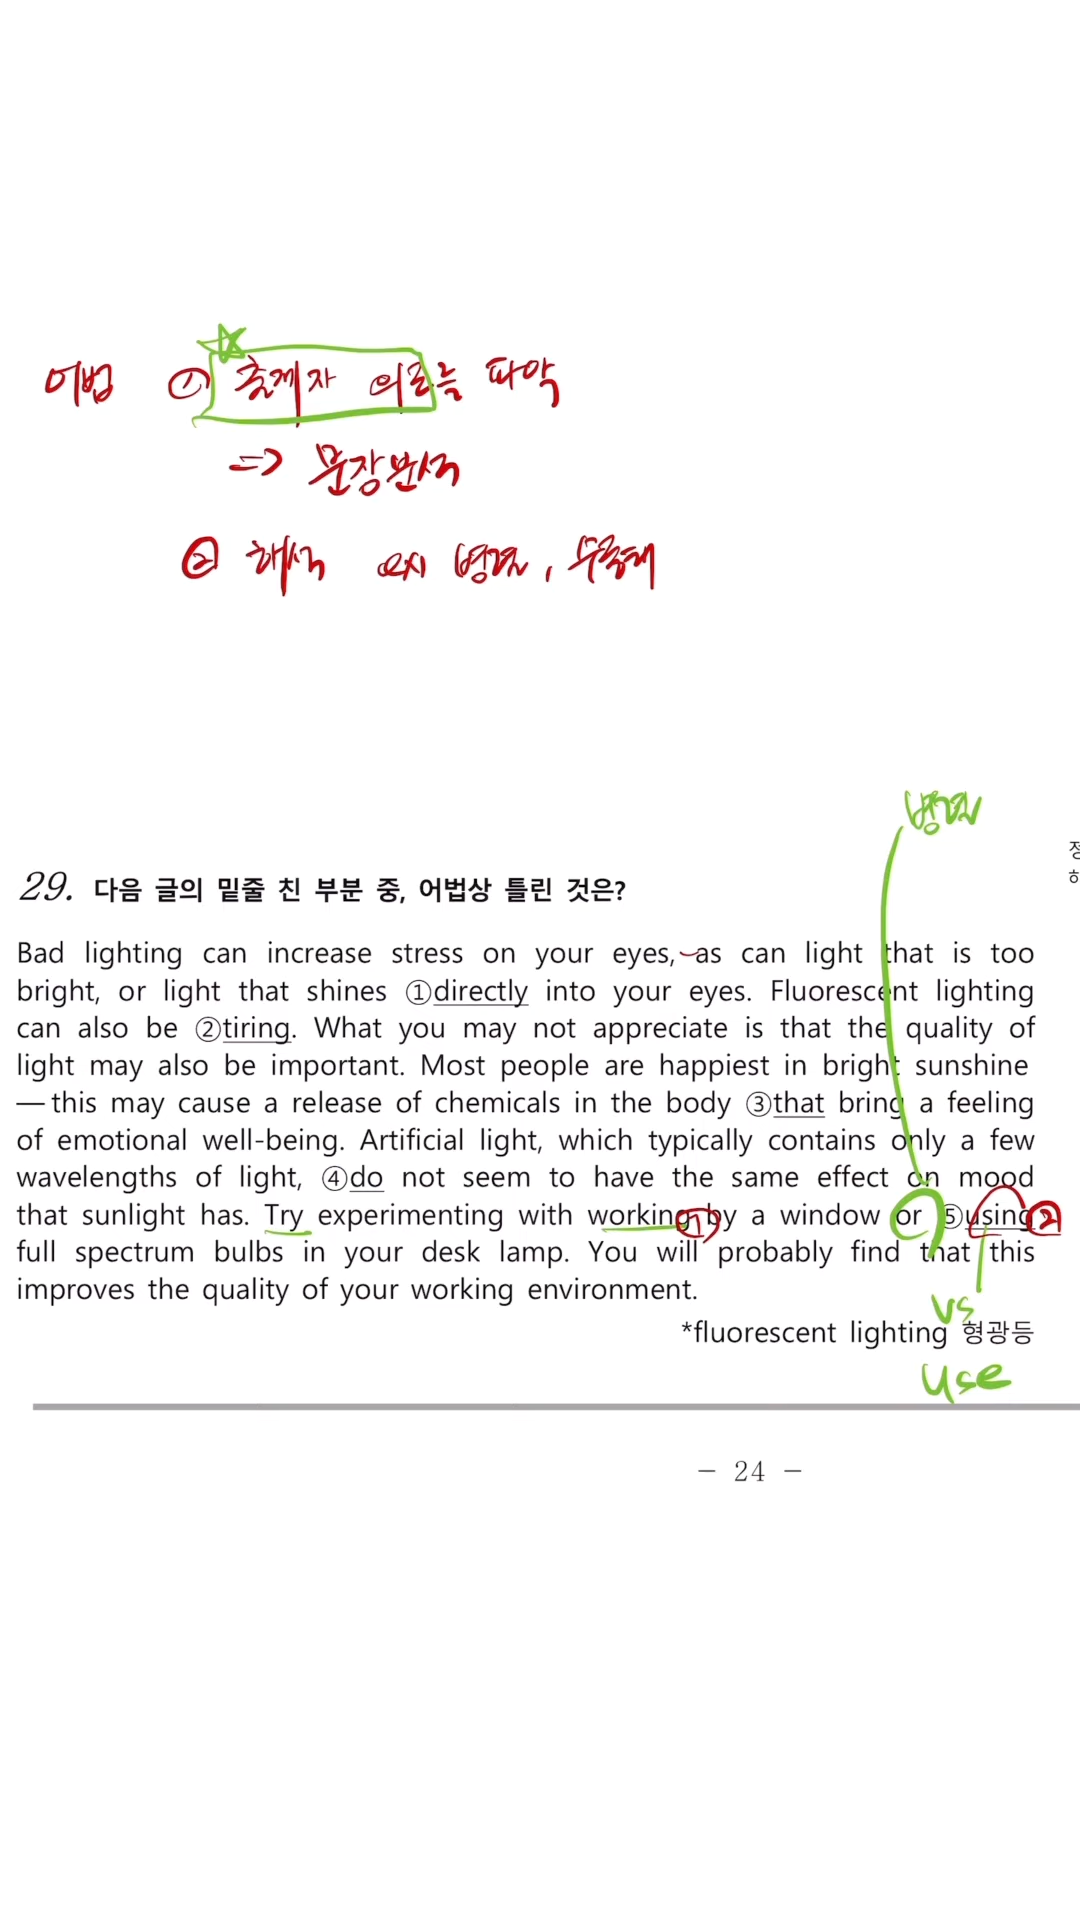 어법 ① 출제자 의도를 파악
=> 문장분석
② 해석 ex) 병렬, 수동태
병렬
29. 다음 글의 밑줄 친 부분 중, 어법상 틀린 것은?
Bad lighting can increase stress on your eyes, as can light that is too
bright, or light that shines ①directly into your eyes. Fluorescent lighting
can also be ②tiring. What you may not appreciate is that the quality of
light may also be important. Most people are happiest in bright sunshine
—this may cause a release of chemicals in the body ③that bring a feeling
of emotional well-being. Artificial light, which typically contains only a few
wavelengths of light, ④do not seem to have the same effect on mood
that sunlight has. Try experimenting with working ① by a window or ⑤using ②
full spectrum bulbs in your desk lamp. You will probably find that this
improves the quality of your working environment.
vs
*fluorescent lighting 형광등
use
- 24 -